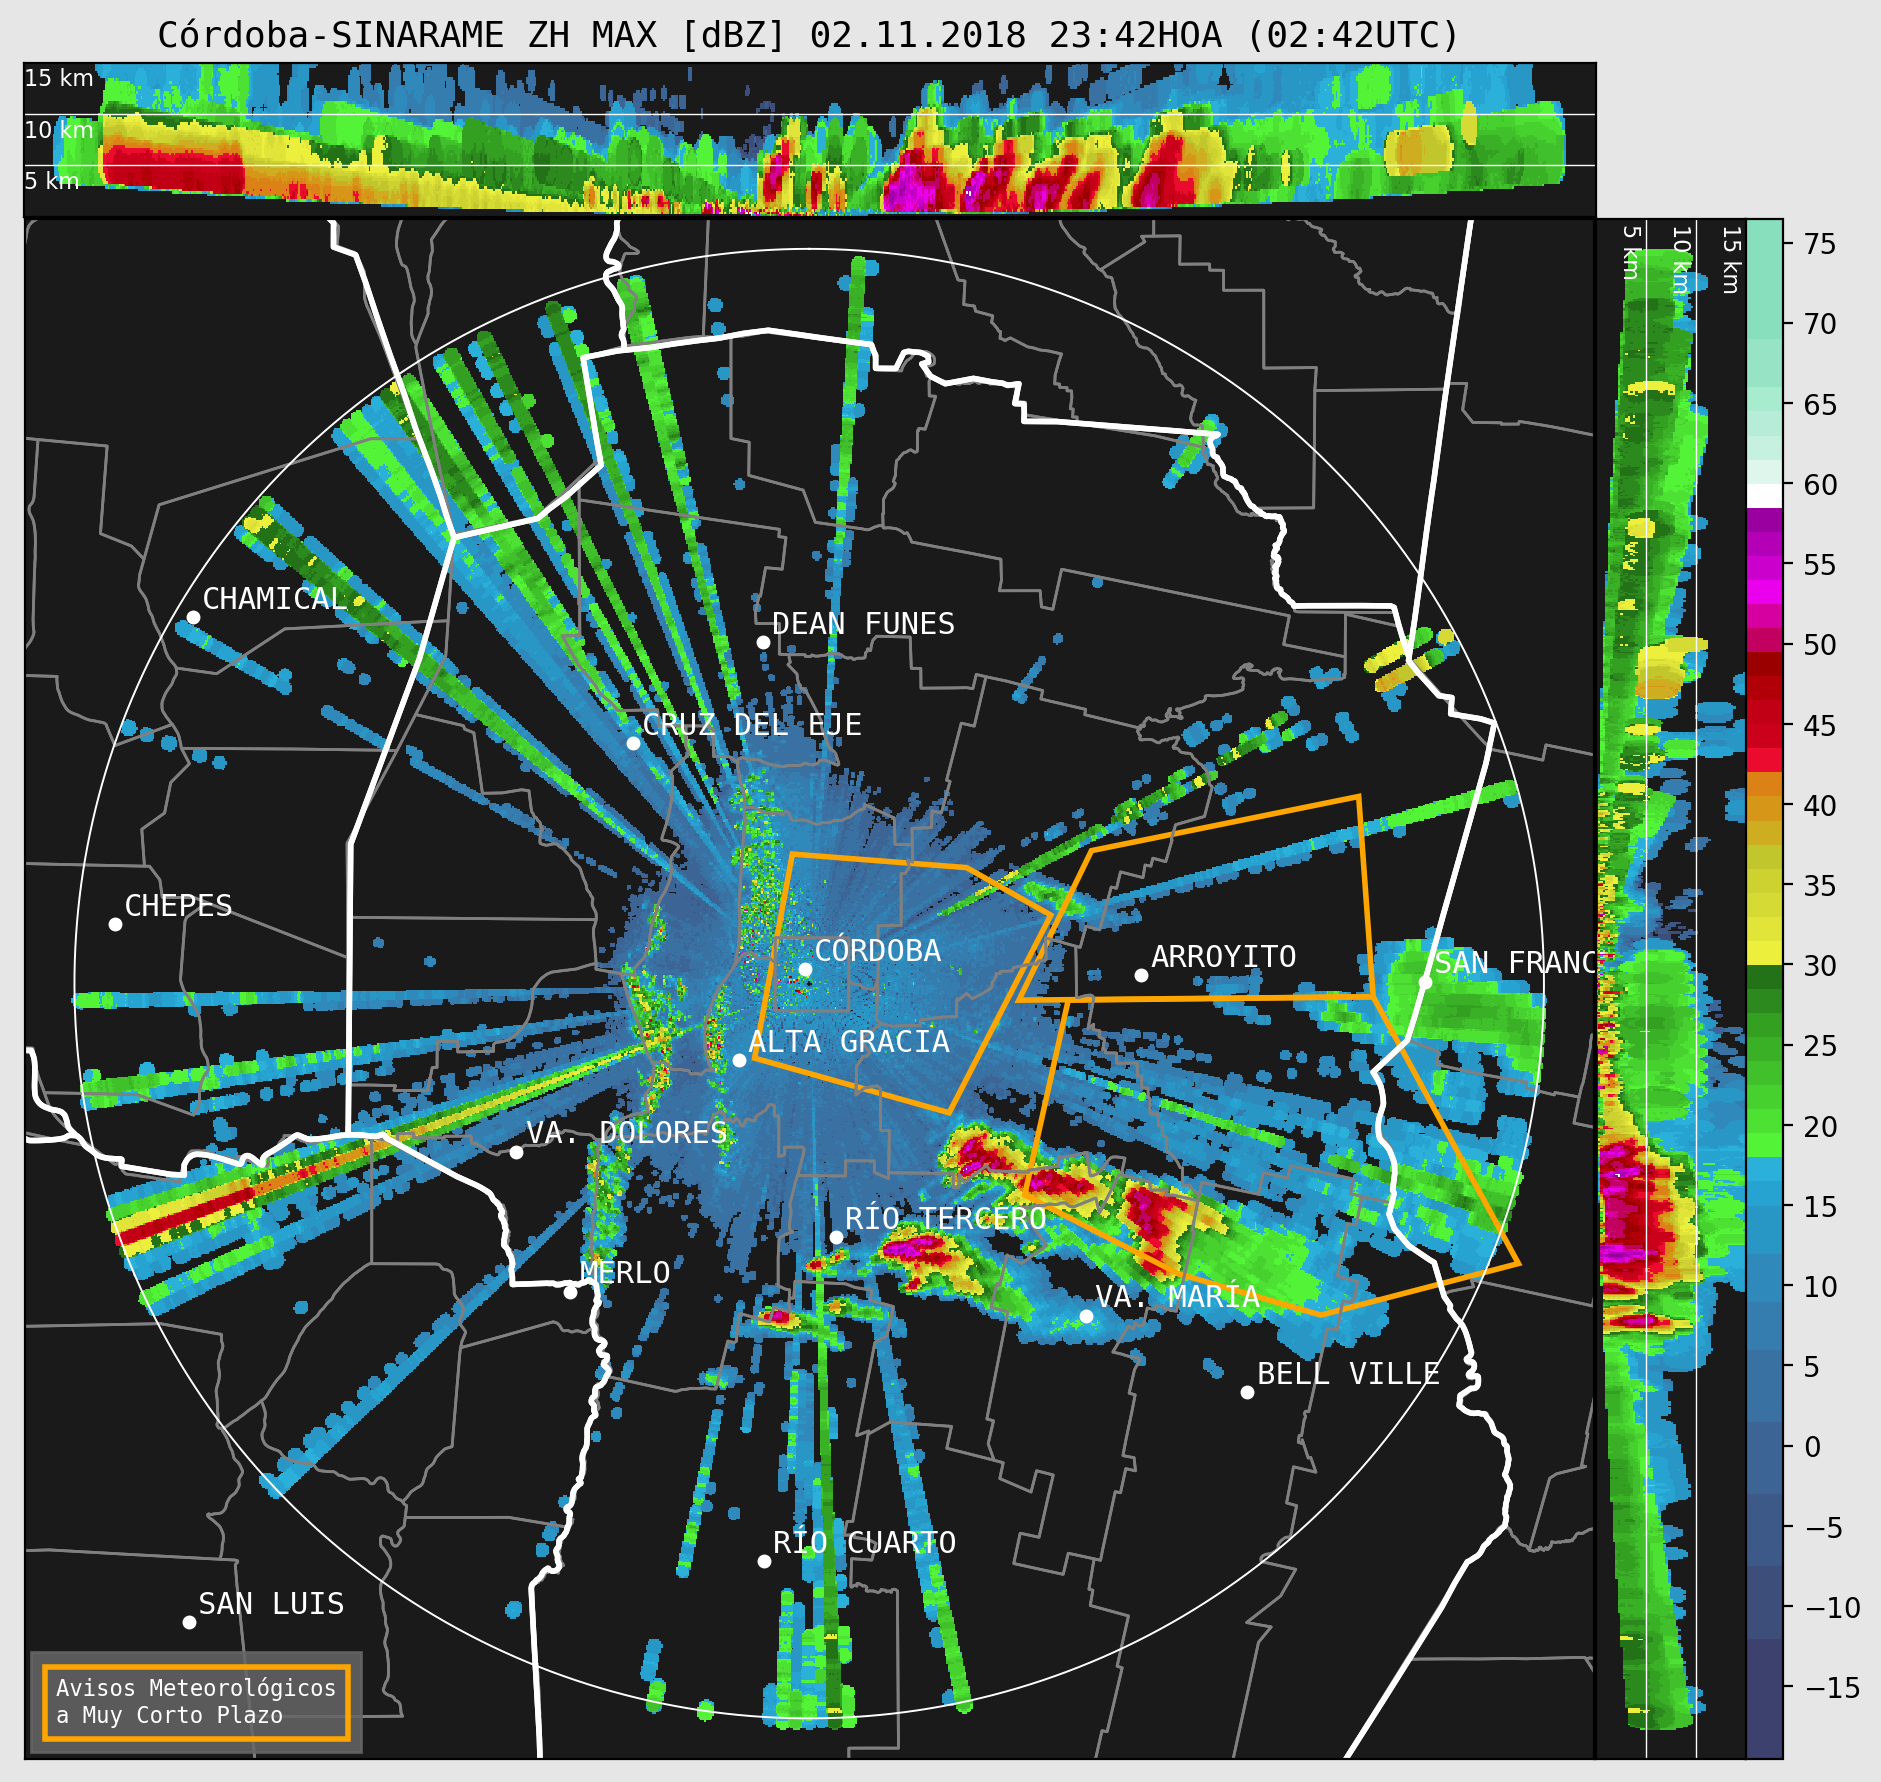 Córdoba-SINARAME ZH MAX [dBZ] 02.11.2018 23:42HOA (02:42UTC)
15 km
10 km
5 km
5 km
10 km
15 km
75
70
65
60
55
50
45
40
35
30
25
20
15
10
5
0
−5
−10
−15
CHAMICAL
DEAN FUNES
CRUZ DEL EJE
CHEPES
CÓRDOBA
ARROYITO
SAN FRANC
ALTA GRACIA
VA. DOLORES
RÍO TERCERO
MERLO
VA. MARÍA
BELL VILLE
RÍO CUARTO
SAN LUIS
Avisos Meteorológicos
a Muy Corto Plazo